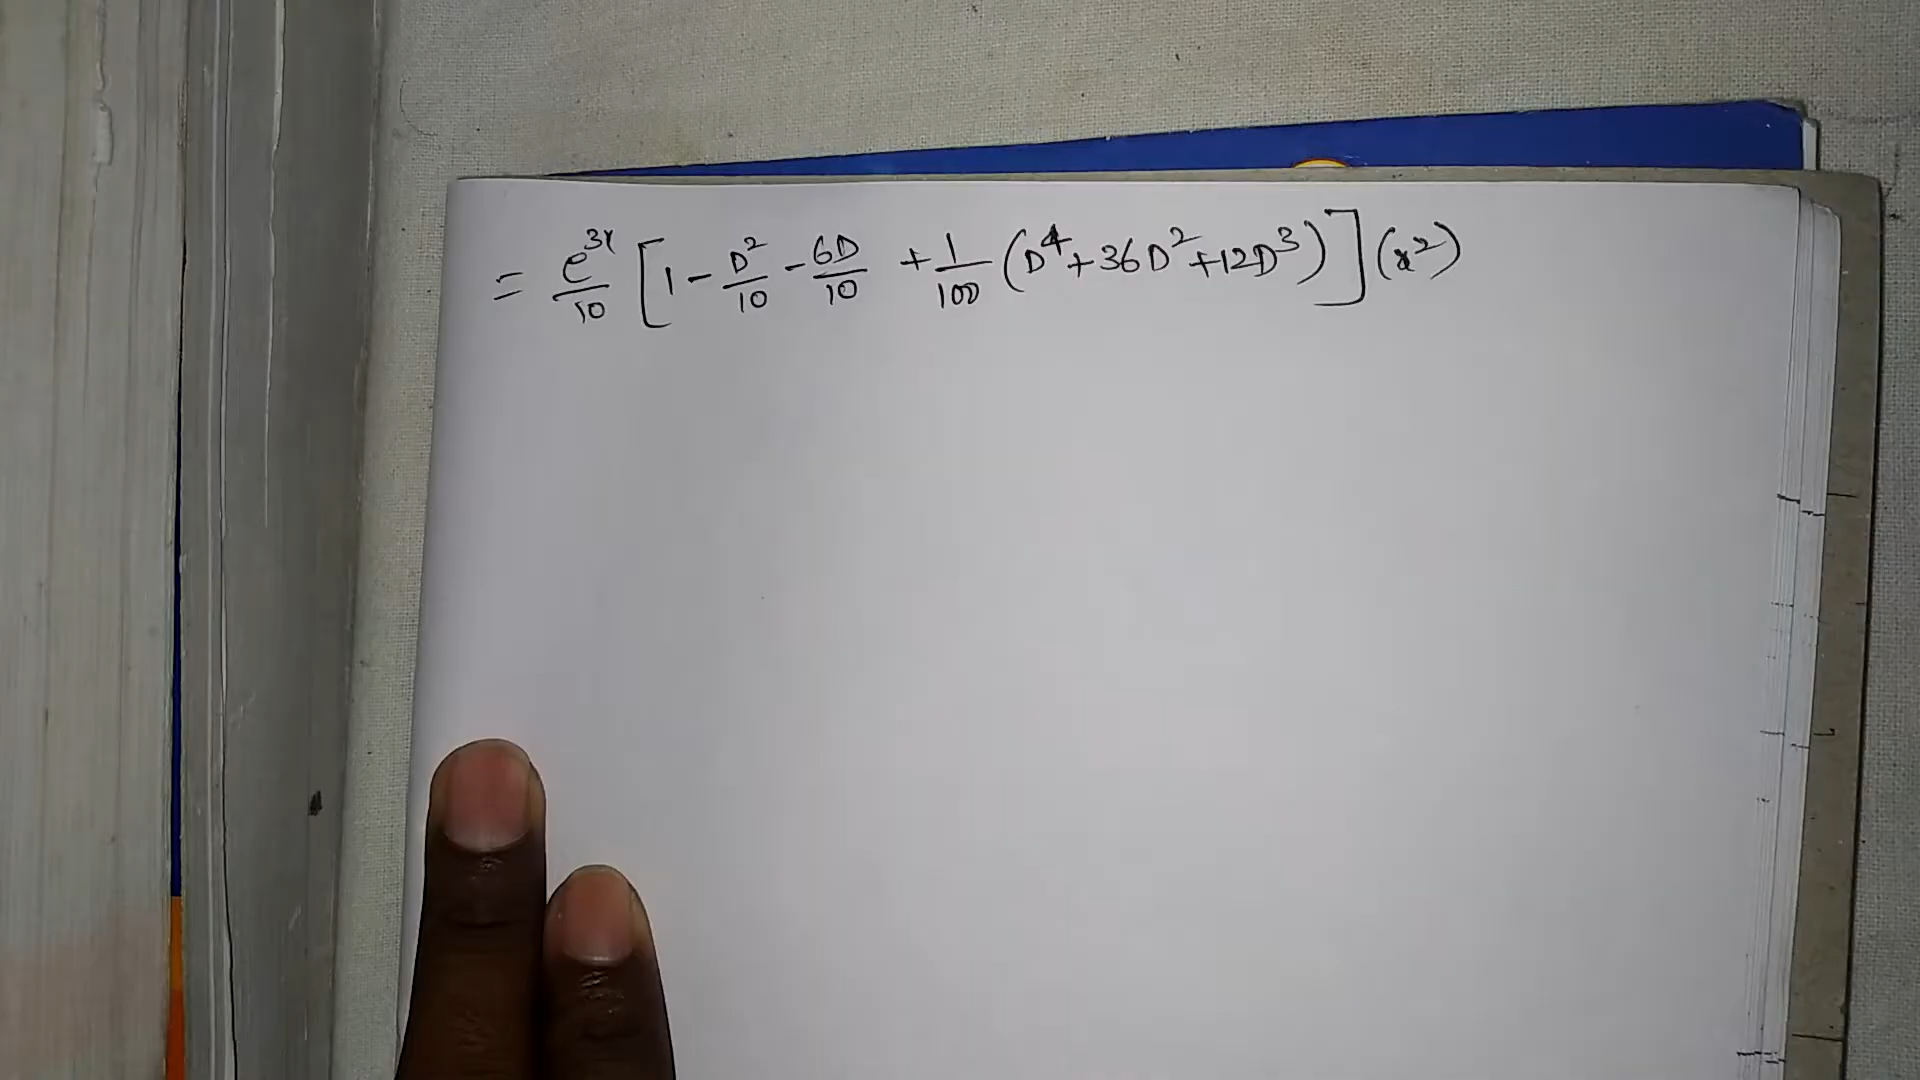 = e^{3x}/10 [1 - D²/10 - 6D/10 + 1/100 (D⁴ + 36D² + 12D³)] (x²)